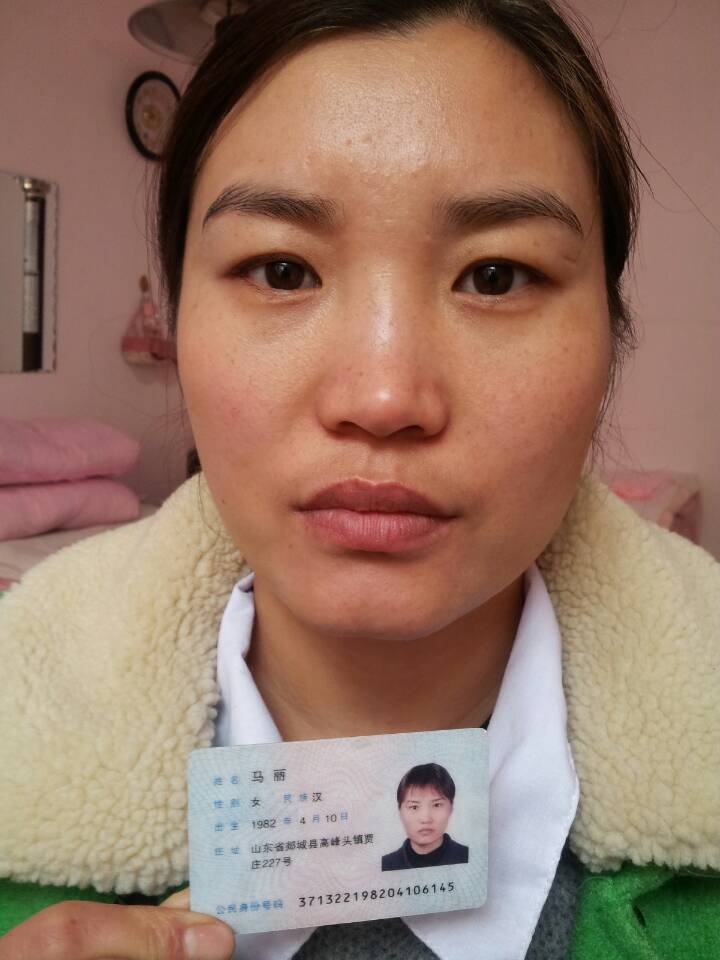 姓名 马丽
性别 女 民族 汉
出生 1982 年 4 月 10 日
住址 山东省郯城县高峰头镇贾
庄227号
公民身份号码 371322198204106145